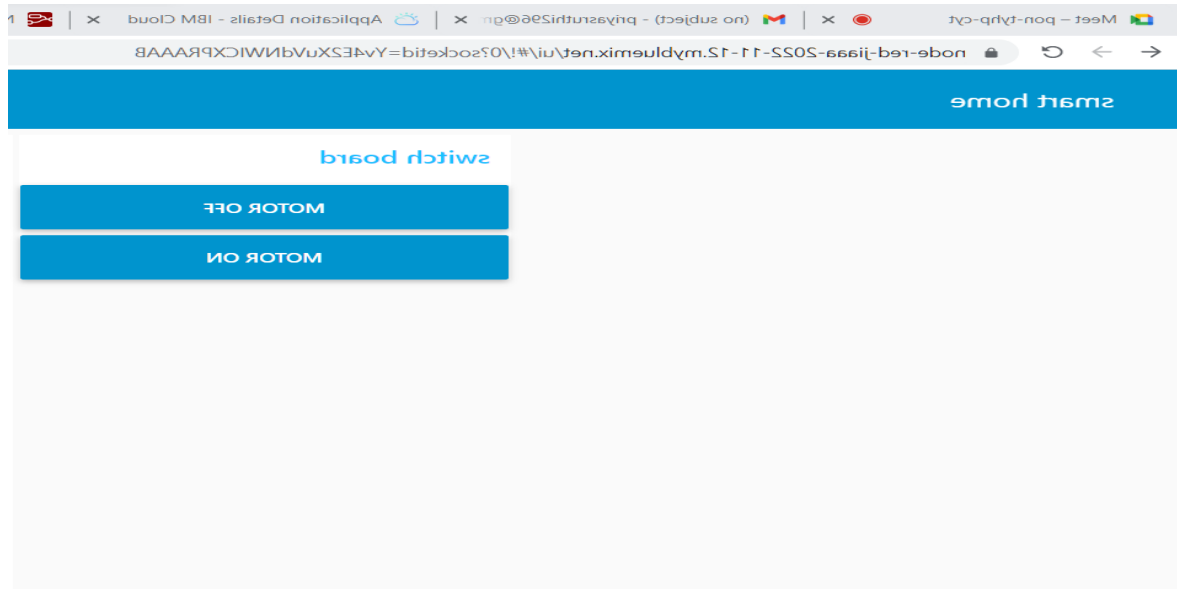 Meet – pon-tyhp-cyt
(no subject) - priyasruthi296@gm
Application Details - IBM Cloud
node-red-jiaaa-2022-11-12.mybluemix.net/ui/#!/0?socketid=Yv4E2XuVdNWICXPRAAAB
smart home
switch board
MOTOR OFF
MOTOR ON